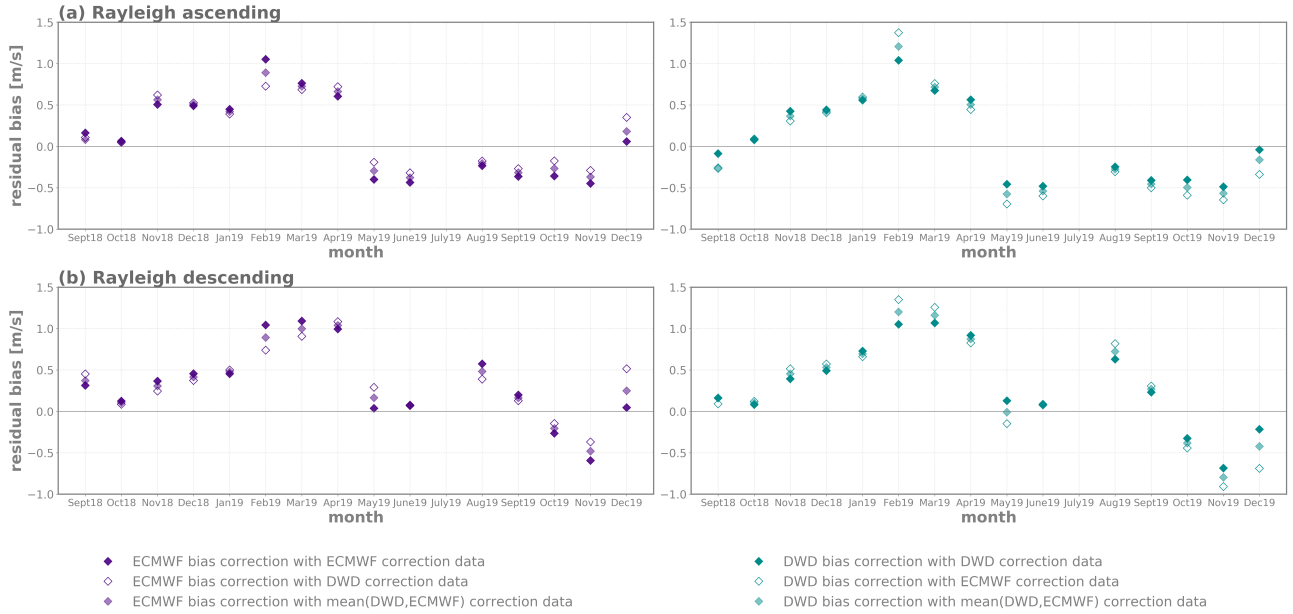 (a) Rayleigh ascending
residual bias [m/s]
1.5
1.0
0.5
0.0
−0.5
−1.0
Sept18 Oct18 Nov18 Dec18 Jan19 Feb19 Mar19 Apr19 May19 June19 July19 Aug19 Sept19 Oct19 Nov19 Dec19
month
1.5
1.0
0.5
0.0
−0.5
−1.0
Sept18 Oct18 Nov18 Dec18 Jan19 Feb19 Mar19 Apr19 May19 June19 July19 Aug19 Sept19 Oct19 Nov19 Dec19
month
(b) Rayleigh descending
residual bias [m/s]
1.5
1.0
0.5
0.0
−0.5
−1.0
Sept18 Oct18 Nov18 Dec18 Jan19 Feb19 Mar19 Apr19 May19 June19 July19 Aug19 Sept19 Oct19 Nov19 Dec19
month
1.5
1.0
0.5
0.0
−0.5
−1.0
Sept18 Oct18 Nov18 Dec18 Jan19 Feb19 Mar19 Apr19 May19 June19 July19 Aug19 Sept19 Oct19 Nov19 Dec19
month
ECMWF bias correction with ECMWF correction data
ECMWF bias correction with DWD correction data
ECMWF bias correction with mean(DWD,ECMWF) correction data
DWD bias correction with DWD correction data
DWD bias correction with ECMWF correction data
DWD bias correction with mean(DWD,ECMWF) correction data